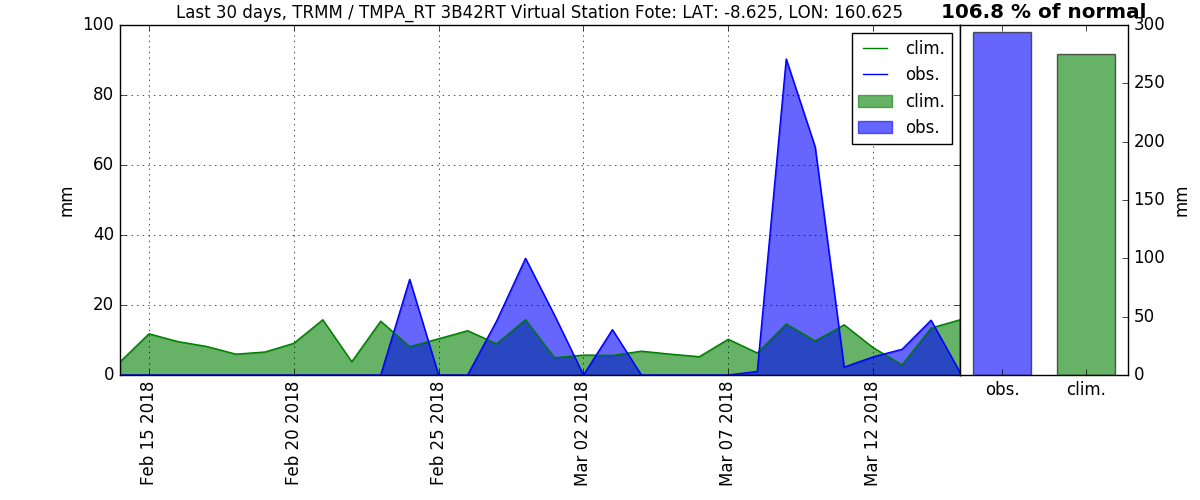 Last 30 days, TRMM / TMPA_RT 3B42RT Virtual Station Fote: LAT: -8.625, LON: 160.625
106.8 % of normal
100
80
60
40
20
0
mm
clim.
obs.
clim.
obs.
300
250
200
150
100
50
0
mm
Feb 15 2018
Feb 20 2018
Feb 25 2018
Mar 02 2018
Mar 07 2018
Mar 12 2018
obs.
clim.